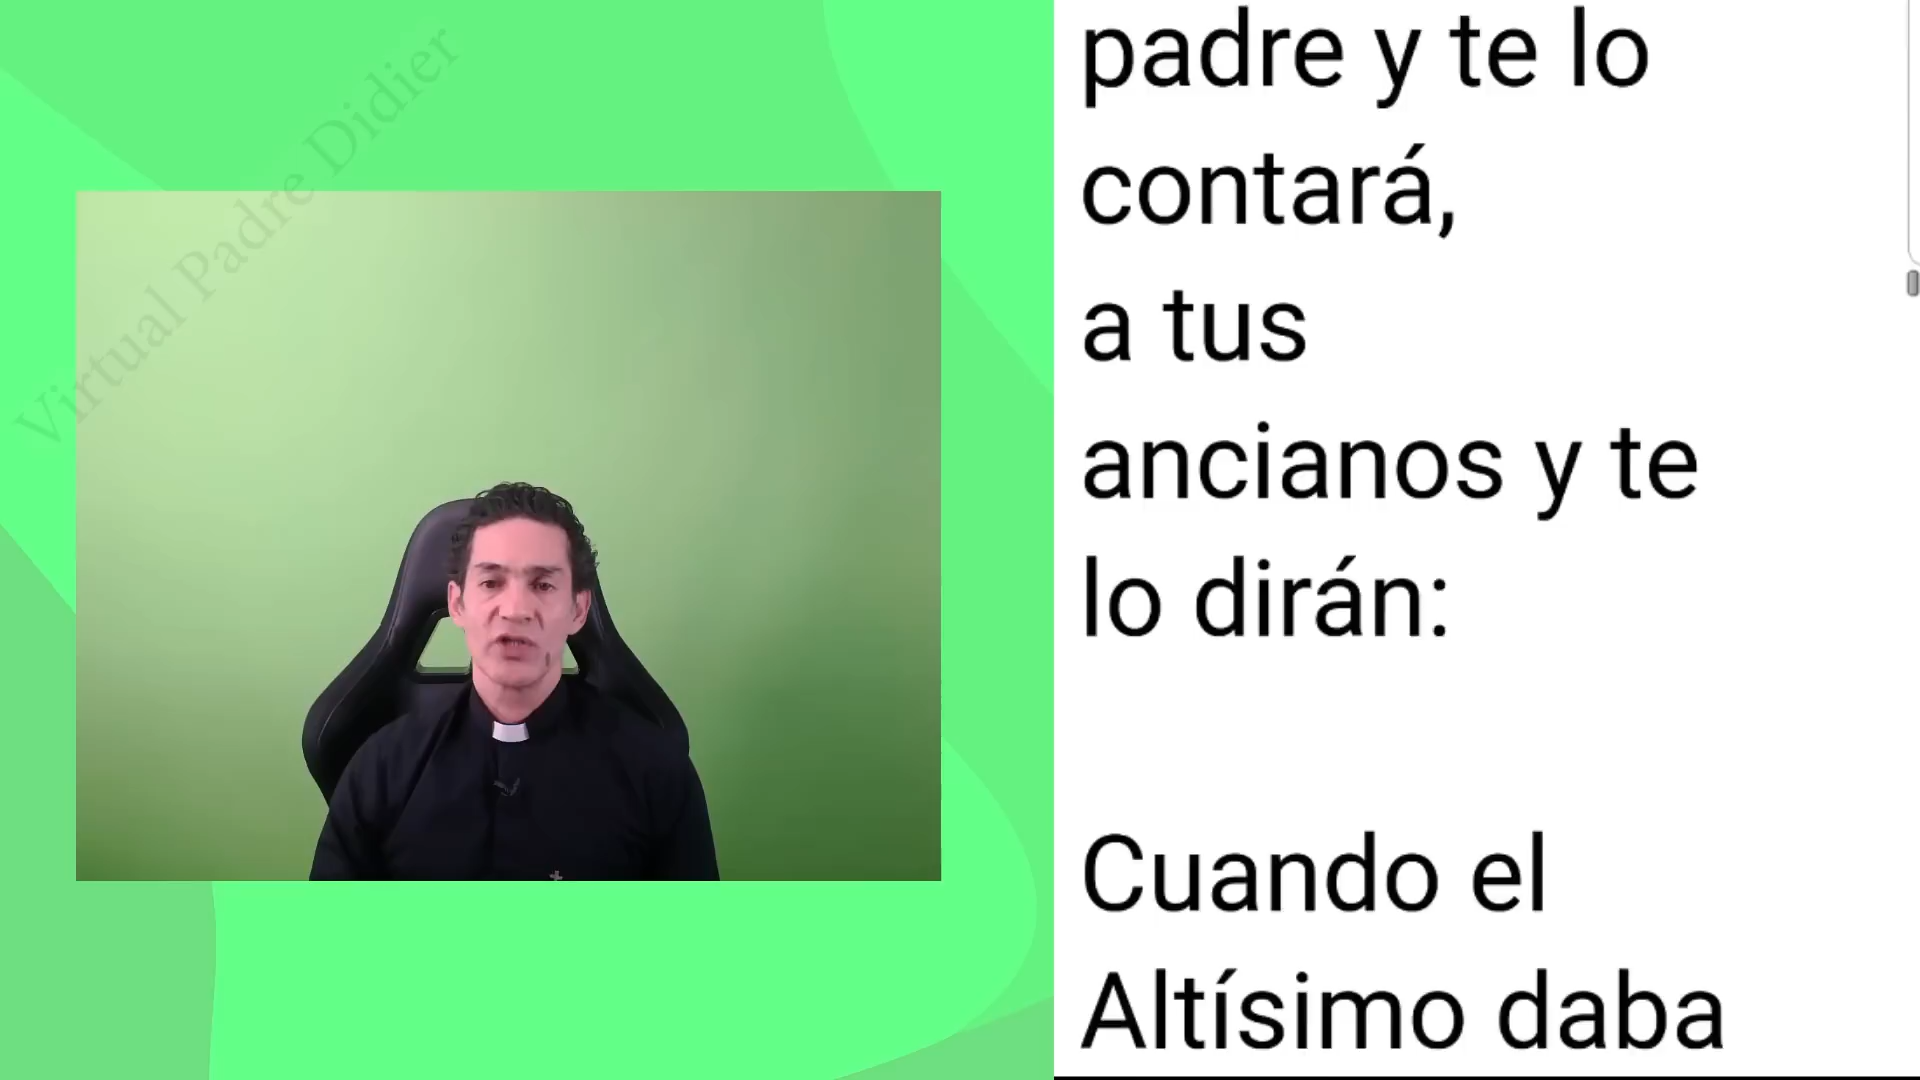 Virtual Padre Didier
padre y te lo
contará,
a tus
ancianos y te
lo dirán:
Cuando el
Altísimo daba